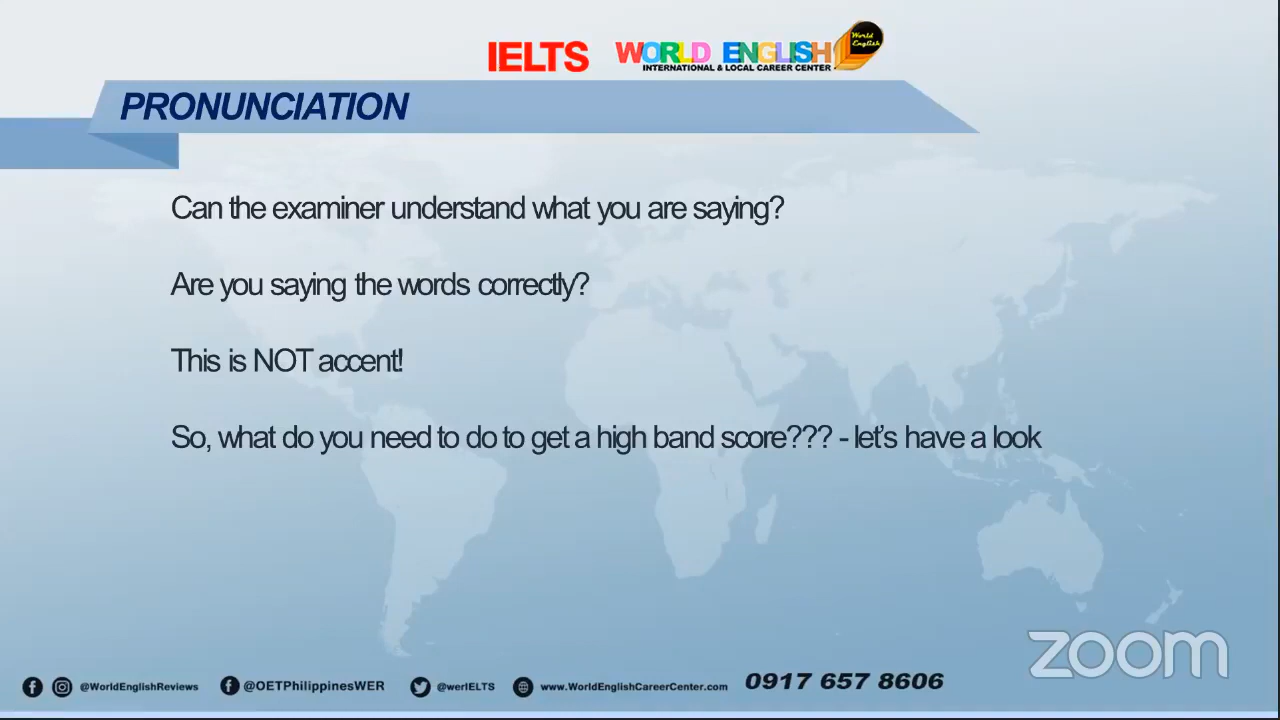 IELTS WORLD ENGLISH World English
INTERNATIONAL & LOCAL CAREER CENTER
PRONUNCIATION
Can the examiner understand what you are saying?
Are you saying the words correctly?
This is NOT accent!
So, what do you need to do to get a high band score??? - let's have a look
zoom
@WorldEnglishReviews @OETPhilippinesWER @werIELTS www.WorldEnglishCareerCenter.com 0917 657 8606